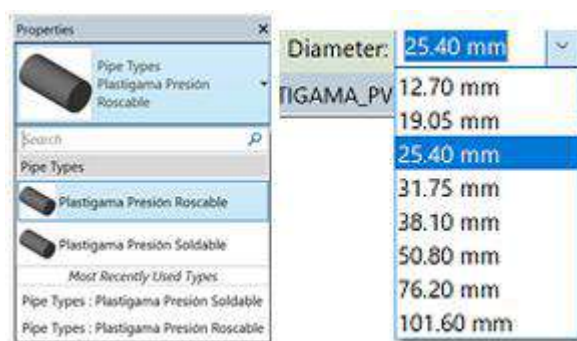 Properties
×
Pipe Types
Plastigama Presión
Roscable
Search
Pipe Types
Plastigama Presión Roscable
Plastigama Presión Soldable
Most Recently Used Types
Pipe Types : Plastigama Presión Soldable
Pipe Types : Plastigama Presión Roscable
Diameter: 25.40 mm
TIGAMA_PV
12.70 mm
19.05 mm
25.40 mm
31.75 mm
38.10 mm
50.80 mm
76.20 mm
101.60 mm